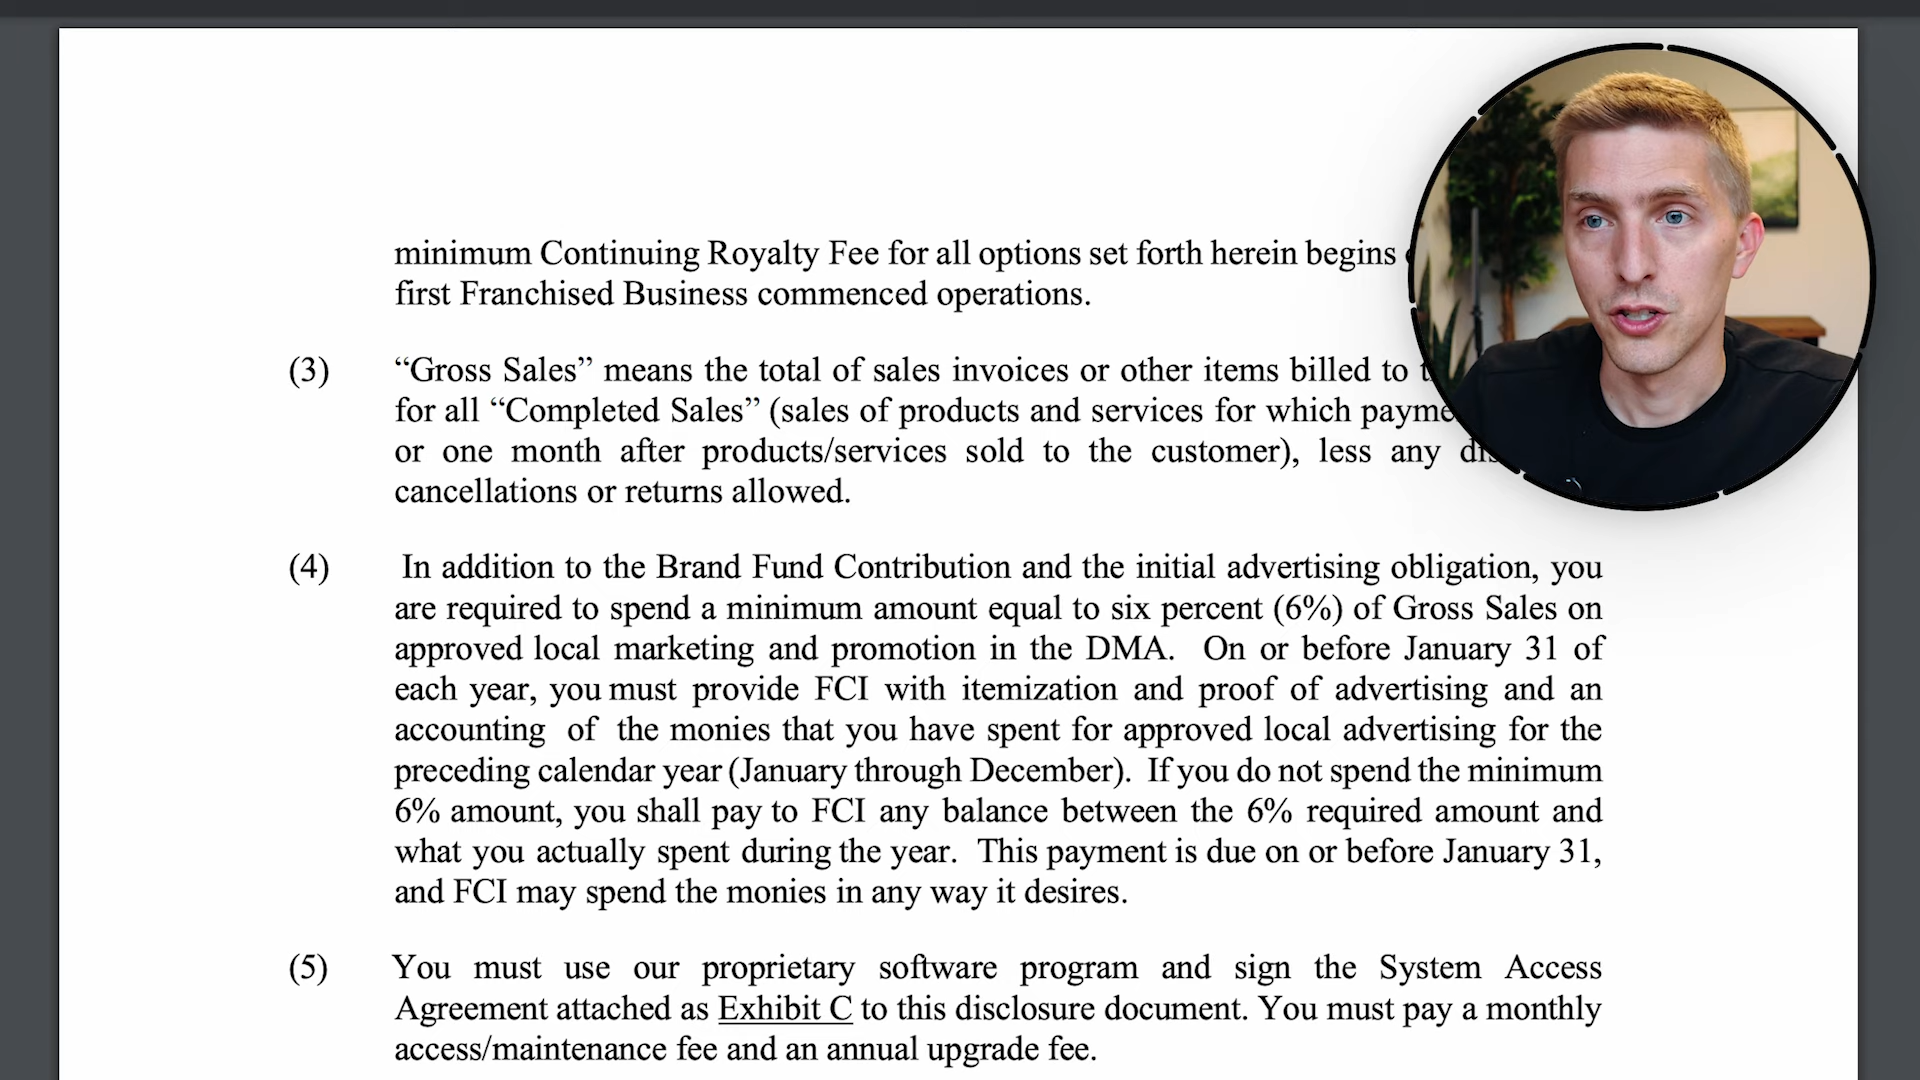 minimum Continuing Royalty Fee for all options set forth herein begins
first Franchised Business commenced operations.
(3) “Gross Sales” means the total of sales invoices or other items billed to
for all “Completed Sales” (sales of products and services for which
or one month after products/services sold to the customer), less any
cancellations or returns allowed.
(4) In addition to the Brand Fund Contribution and the initial advertising obligation, you
are required to spend a minimum amount equal to six percent (6%) of Gross Sales on
approved local marketing and promotion in the DMA. On or before January 31 of
each year, you must provide FCI with itemization and proof of advertising and an
accounting of the monies that you have spent for approved local advertising for the
preceding calendar year (January through December). If you do not spend the minimum
6% amount, you shall pay to FCI any balance between the 6% required amount and
what you actually spent during the year. This payment is due on or before January 31,
and FCI may spend the monies in any way it desires.
(5) You must use our proprietary software program and sign the System Access
Agreement attached as Exhibit C to this disclosure document. You must pay a monthly
access/maintenance fee and an annual upgrade fee.